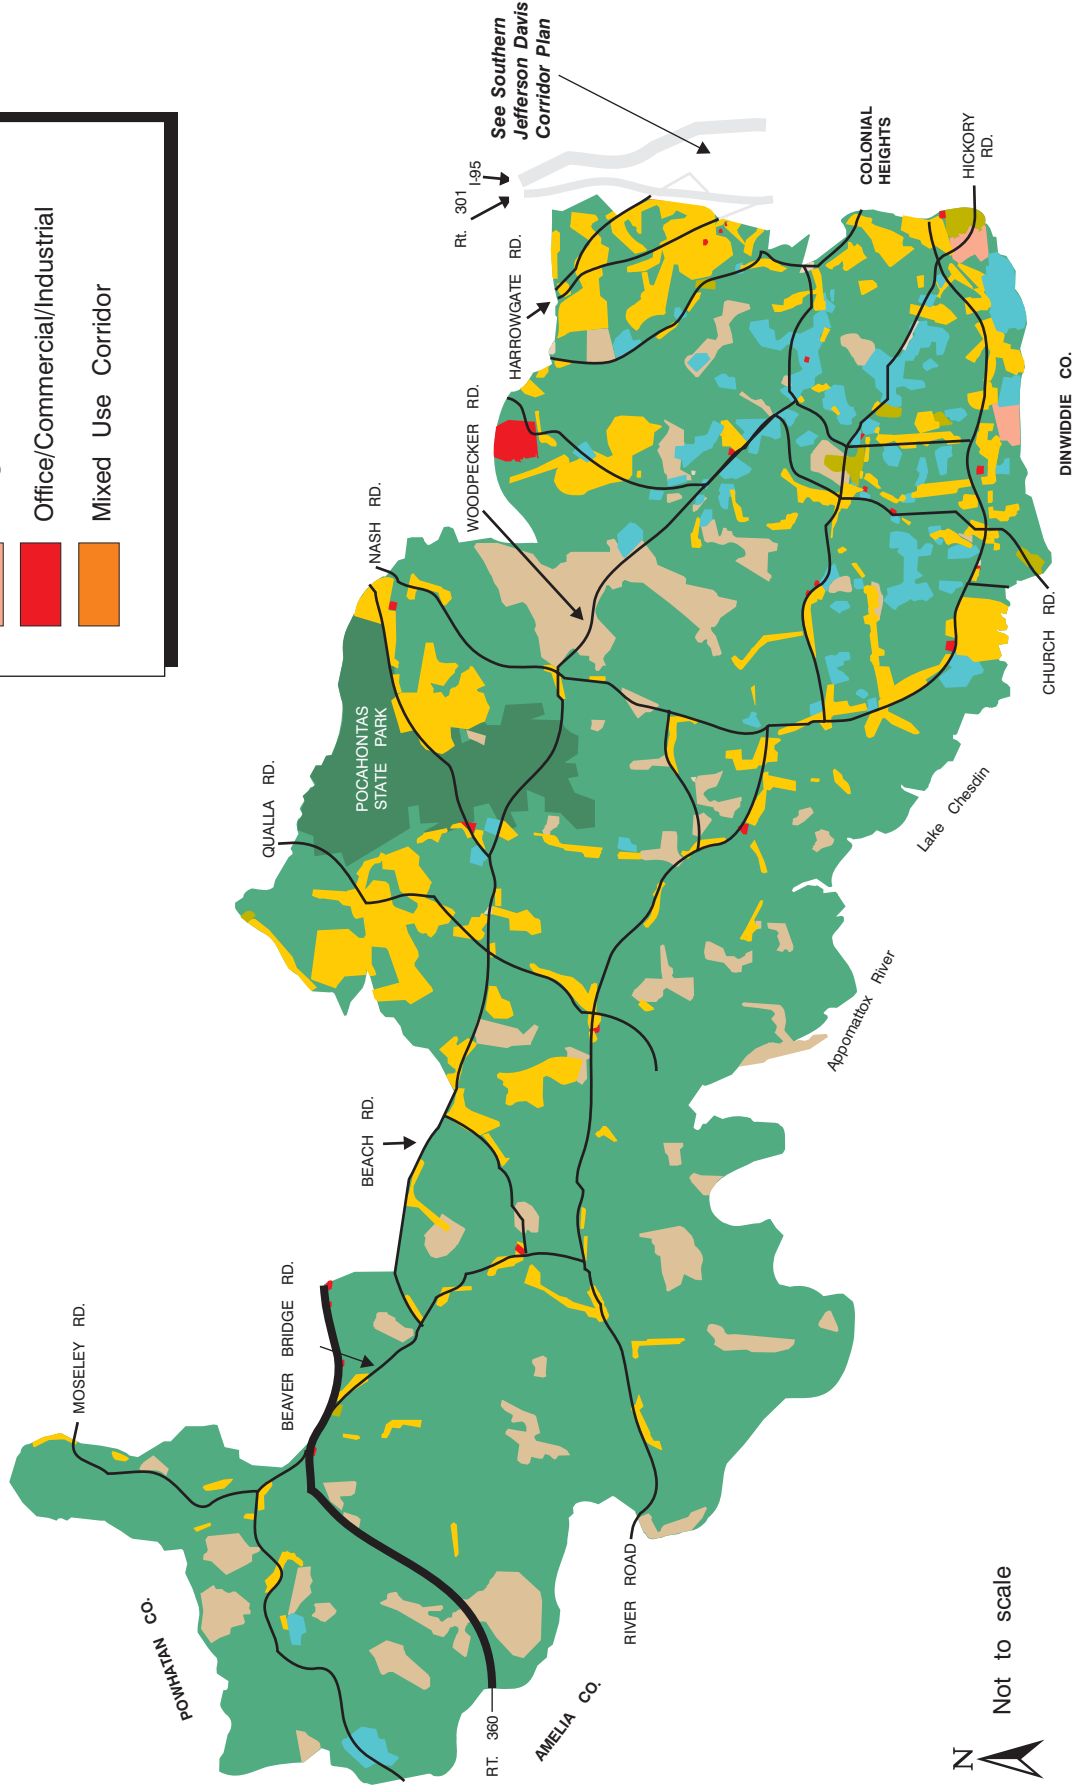 Office/Commercial/Industrial
Mixed Use Corridor
See Southern
Jefferson Davis
Corridor Plan
Rt. 301
I-95
HARROWGATE RD.
COLONIAL
HEIGHTS
HICKORY
RD.
WOODPECKER RD.
NASH RD.
DINWIDDIE CO.
CHURCH RD.
POCAHONTAS
STATE PARK
QUALLA RD.
Lake Chesdin
Appomattox River
BEACH RD.
BEAVER BRIDGE RD.
MOSELEY RD.
RIVER ROAD
POWHATAN CO.
RT. 360
AMELIA CO.
N
Not to scale